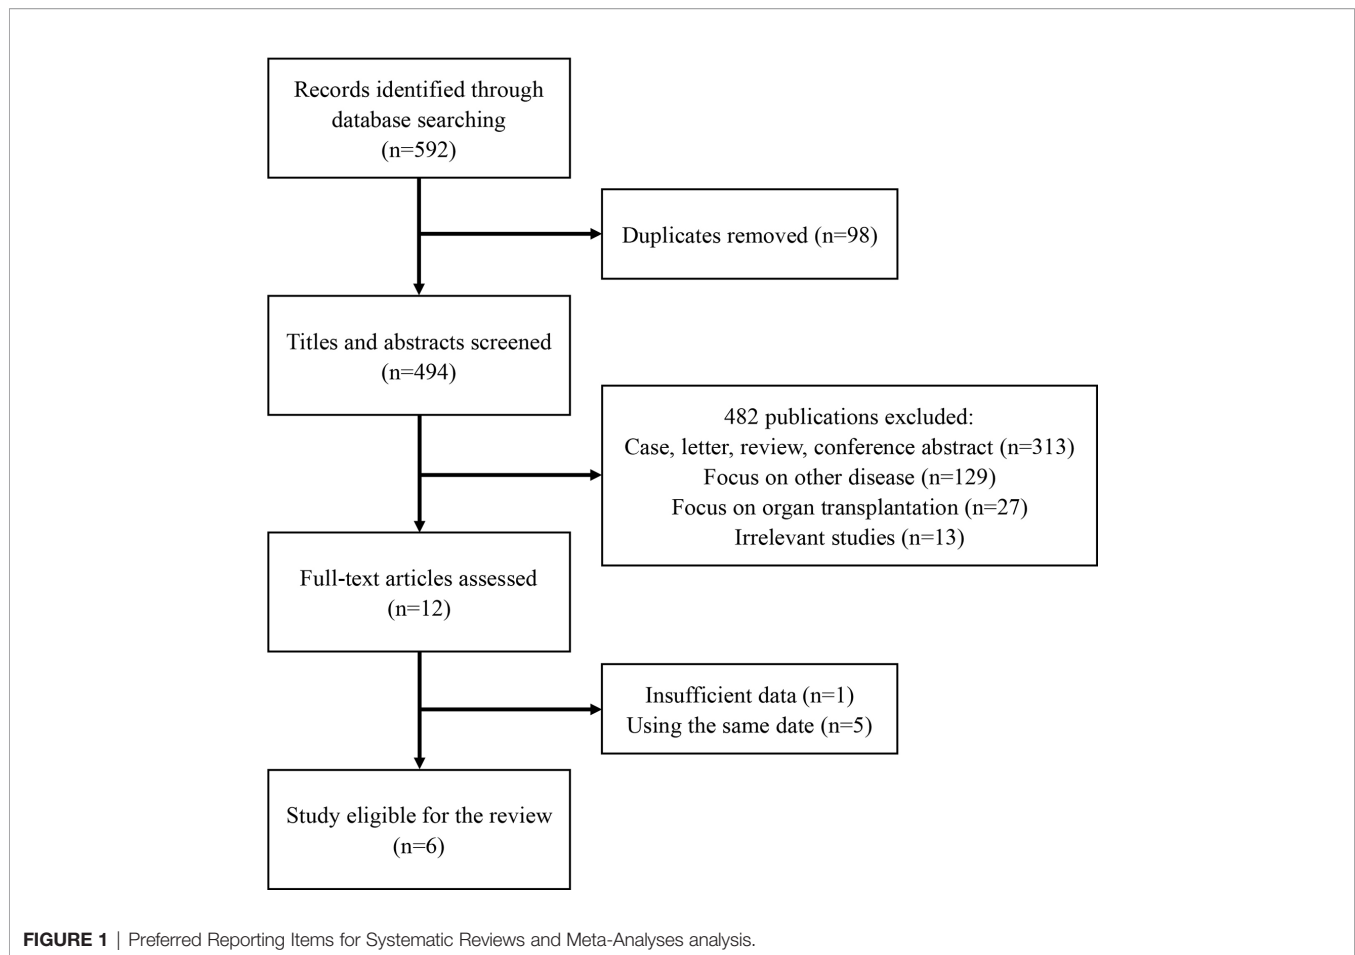 Records identified through
database searching
(n=592)
Duplicates removed (n=98)
Titles and abstracts screened
(n=494)
482 publications excluded:
Case, letter, review, conference abstract (n=313)
Focus on other disease (n=129)
Focus on organ transplantation (n=27)
Irrelevant studies (n=13)
Full-text articles assessed
(n=12)
Insufficient data (n=1)
Using the same date (n=5)
Study eligible for the review
(n=6)
FIGURE 1 | Preferred Reporting Items for Systematic Reviews and Meta-Analyses analysis.